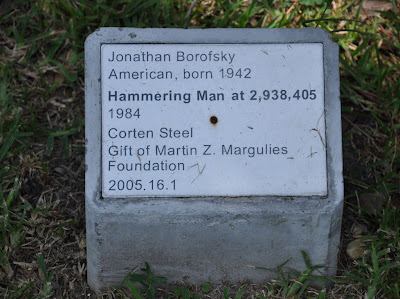 Jonathan Borofsky
American, born 1942
Hammering Man at 2,938,405
1984
Corten Steel
Gift of Martin Z. Margulies
Foundation
2005.16.1